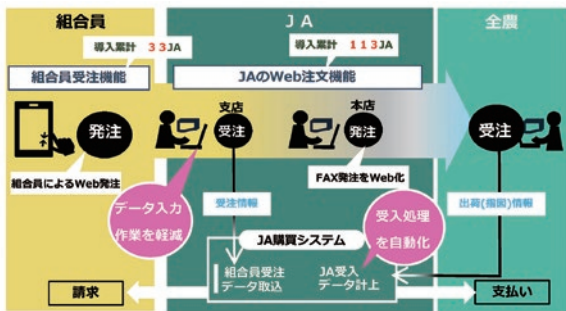 組合員
JA
全農
導入累計 33JA
導入累計 113JA
組合員受注機能
JAのWeb注文機能
支店
本店
発注
受注
発注
受注
組合員によるWeb発注
FAX発注をWeb化
データ入力
作業を軽減
受注情報
受入処理
を自動化
出荷(指図)情報
JA購買システム
組合員受注
データ取込
JA受入
データ計上
請求
支払い